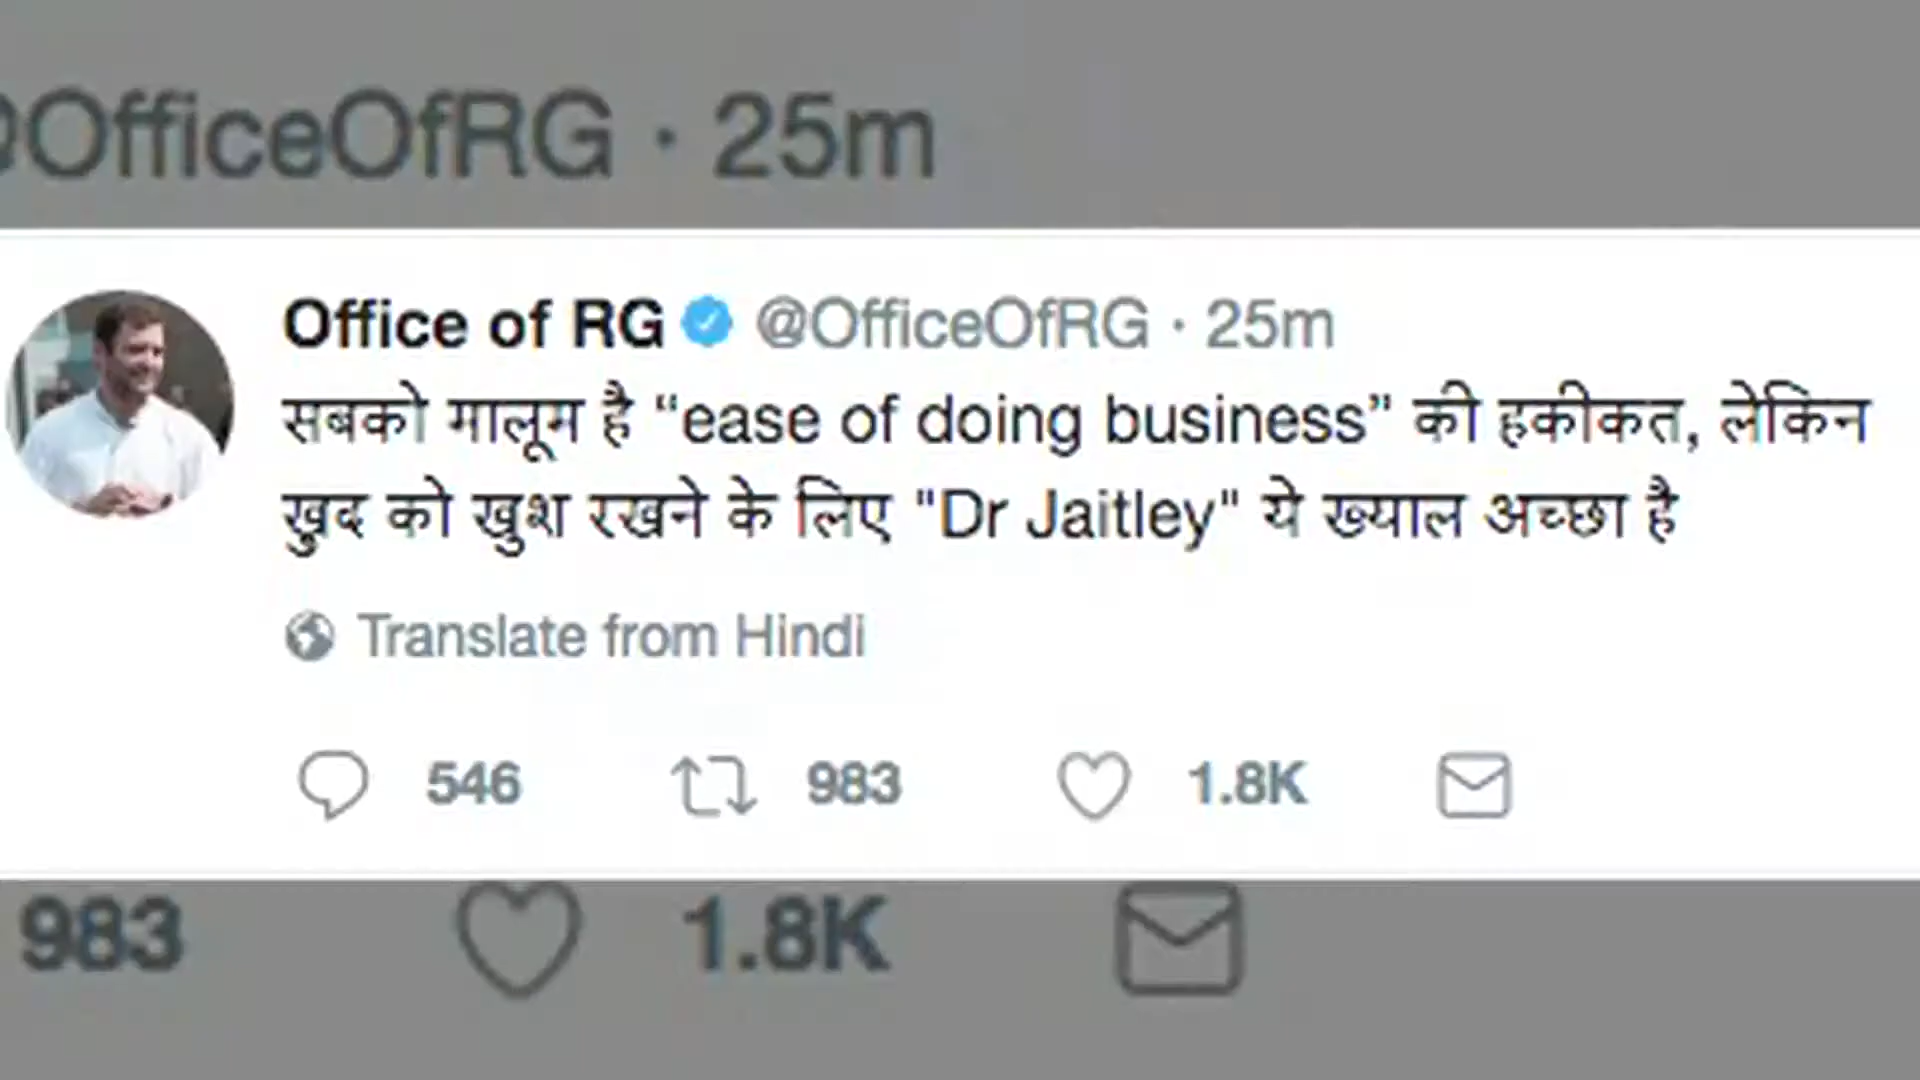 @OfficeOfRG · 25m
Office of RG @OfficeOfRG · 25m
सबको मालूम है “ease of doing business” की हकीकत, लेकिन
खुद को खुश रखने के लिए "Dr Jaitley" ये ख्याल अच्छा है
Translate from Hindi
546 983 1.8K
983 1.8K